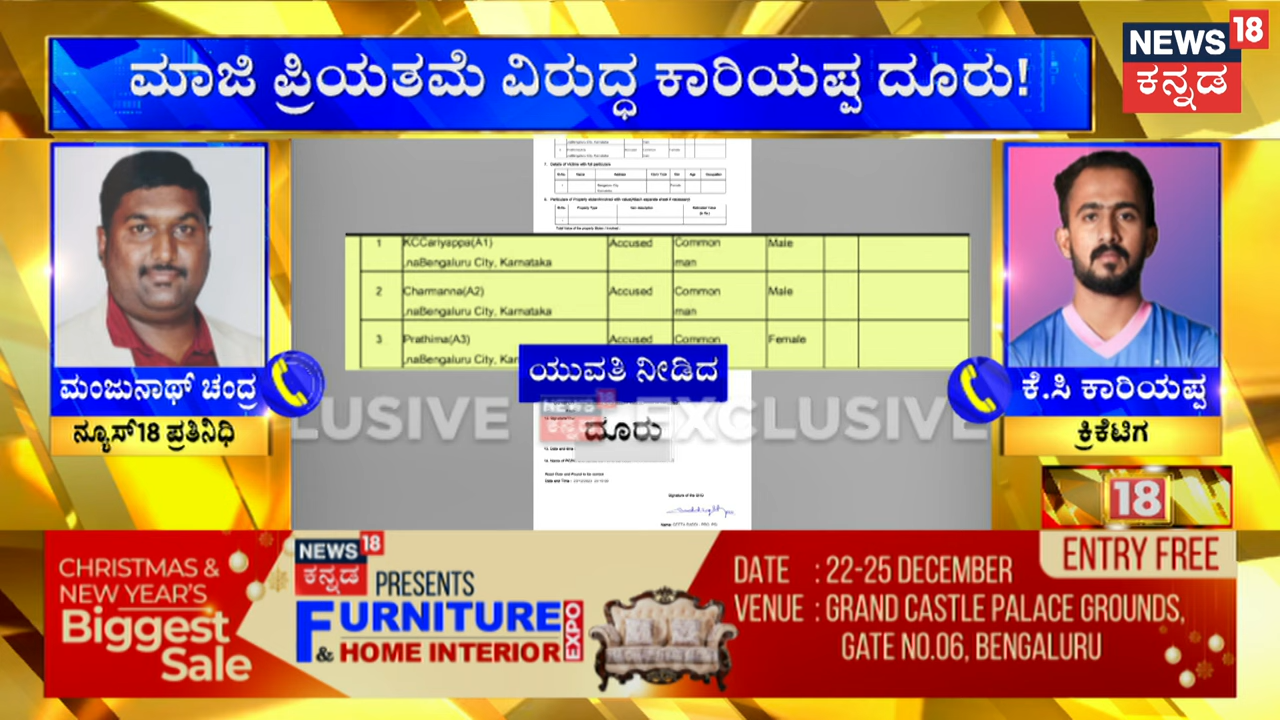 NEWS 18
ಕನ್ನಡ
ಮಾಜಿ ಪ್ರಿಯತಮೆ ವಿರುದ್ಧ ಕಾರಿಯಪ್ಪ ದೂರು!
1 KCCariyappa(A1) Accused Common Male
,naBengaluru City, Karnataka man
2 Charmanna(A2) Accused Common Male
,naBengaluru City, Karnataka man
3 Prathima(A3) Accused Common Female
,naBengaluru City,
ಯುವತಿ ನೀಡಿದ
ದೂರು
LUSIVE EXCLUSIVE
ಮಂಜುನಾಥ್ ಚಂದ್ರ
ನ್ಯೂಸ್18 ಪ್ರತಿನಿಧಿ
ಕೆ.ಸಿ ಕಾರಿಯಪ್ಪ
ಕ್ರಿಕೆಟಿಗ
18
CHRISTMAS &
NEW YEAR'S
Biggest
Sale
NEWS 18
ಕನ್ನಡ
PRESENTS
FURNITURE
& HOME INTERIOR
EXPO
DATE : 22-25 DECEMBER
VENUE : GRAND CASTLE PALACE GROUNDS,
GATE NO.06, BENGALURU
ENTRY FREE